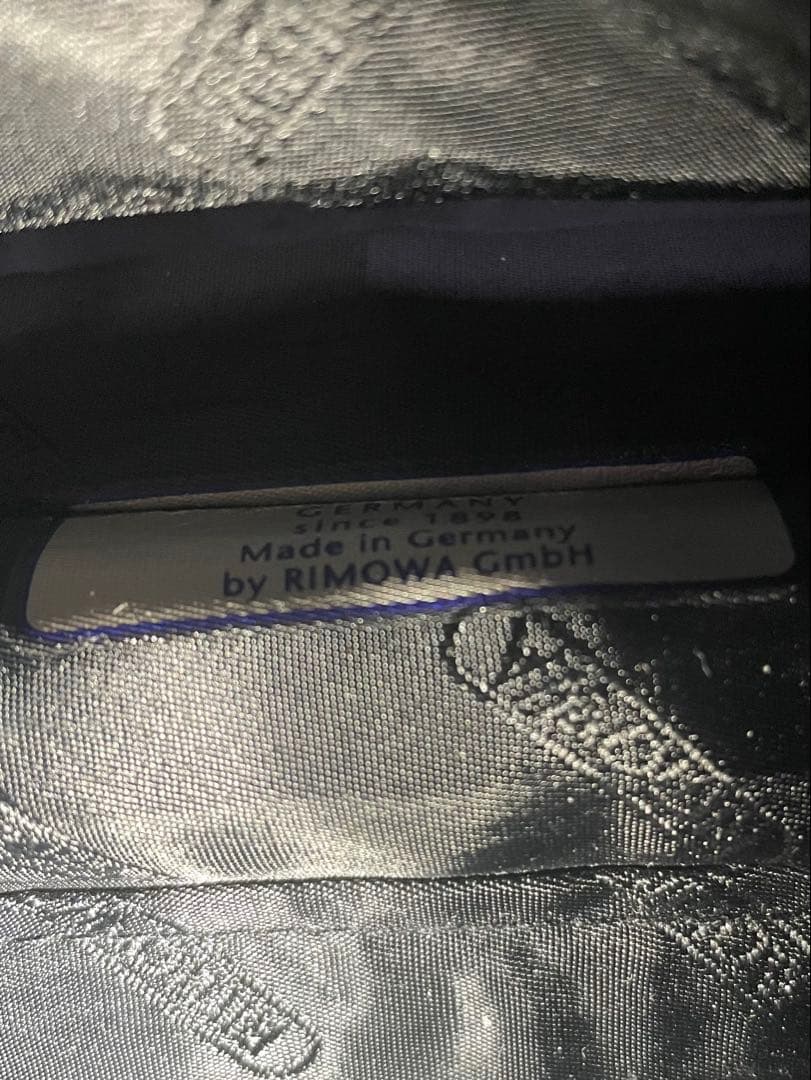 GERMANY
since 1898
Made in Germany
by RIMOWA GmbH